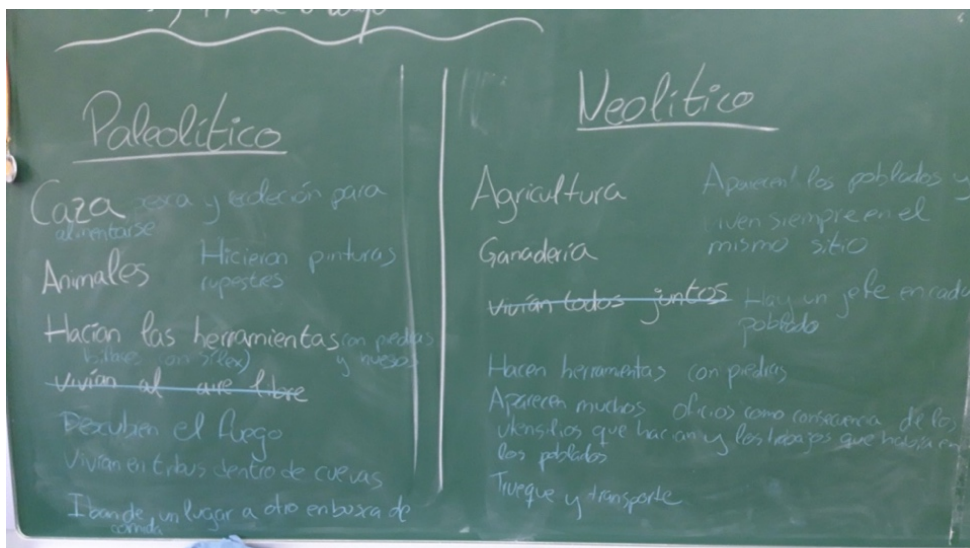 Paleolítico
Caza pesca y recolección para
alimentarse
Animales
Hicieron pinturas
rupestres
Hacían las herramientas con piedras
y huesos
sílex)
vivían al aire libre
Descubren el fuego
Vivían en tribus dentro de cuevas
Iban de un lugar a otro en busca de
comida
Neolítico
Agricultura
Aparecen los poblados y
viven siempre en el
mismo sitio
Ganadería
vivían todos juntos
Hay un jefe en cada
poblado
Hacen herramentas con piedras
Aparecen muchos oficios como consecuencia de los
utensilios que hacían y los trabajos que había en
los poblados
Trueque y transporte